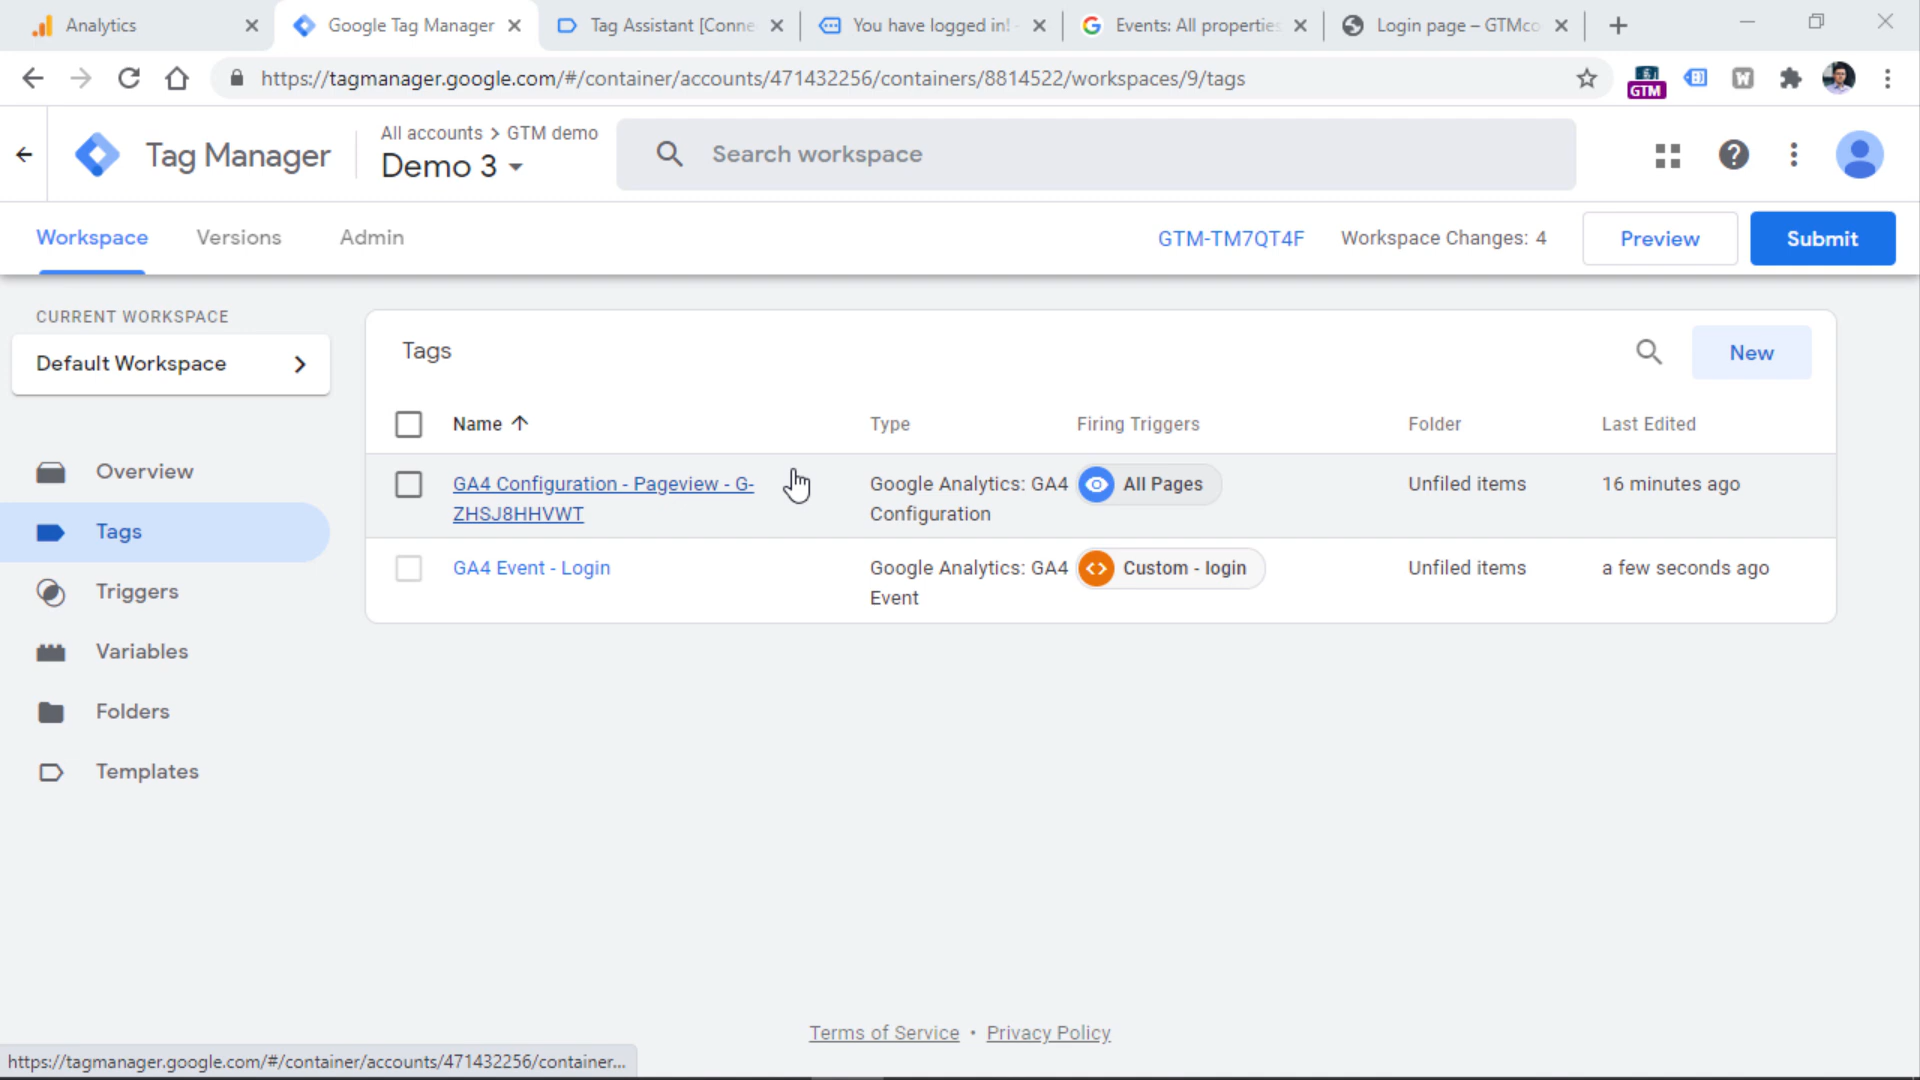 Analytics
Google Tag Manager
Tag Assistant [Conne
You have logged in! -
Events: All properties
Login page – GTMco
https://tagmanager.google.com/#/container/accounts/471432256/containers/8814522/workspaces/9/tags
GTM
W
Tag Manager
All accounts > GTM demo
Demo 3
Search workspace
Workspace
Versions
Admin
GTM-TM7QT4F
Workspace Changes: 4
Preview
Submit
CURRENT WORKSPACE
Default Workspace
Overview
Tags
Triggers
Variables
Folders
Templates
Tags
New
Name
Type
Firing Triggers
Folder
Last Edited
GA4 Configuration - Pageview - G-
ZHSJ8HHVWT
Google Analytics: GA4
Configuration
All Pages
Unfiled items
16 minutes ago
GA4 Event - Login
Google Analytics: GA4
Event
Custom - login
Unfiled items
a few seconds ago
Terms of Service • Privacy Policy
https://tagmanager.google.com/#/container/accounts/471432256/container...